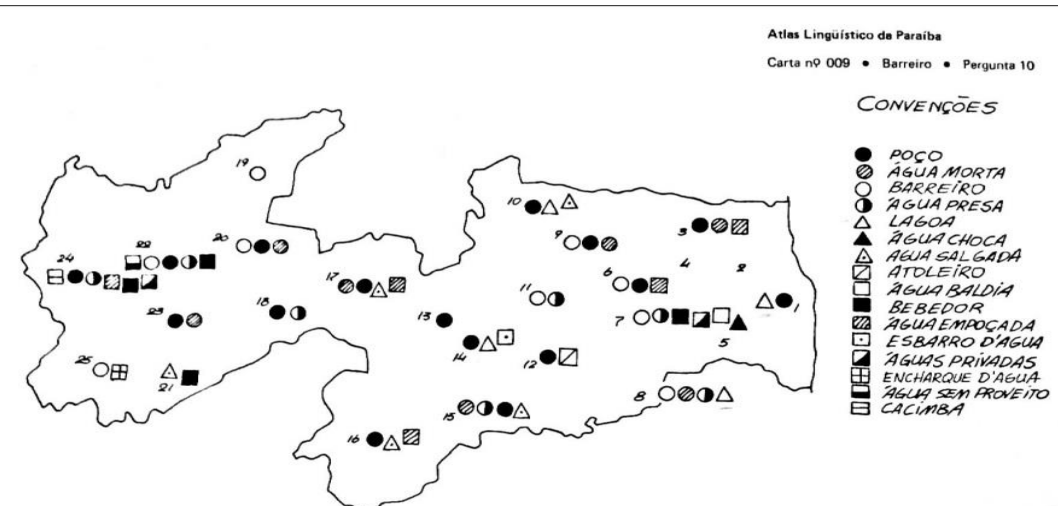 Atlas Lingüístico da Paraíba
Carta nº 009 • Barreiro • Pergunta 10
CONVENÇÕES
POÇO
ÁGUA MORTA
BARREIRO
ÁGUA PRESA
LAGOA
ÁGUA CHOCA
ÁGUA SALGADA
ATOLEIRO
ÁGUA BALDIA
BEBEDOR
ÁGUA EMPOÇADA
ESBARRO D'ÁGUA
ÁGUAS PRIVADAS
ENCHARQUE D'ÁGUA
ÁGUA SEM PROVEITO
CACIMBA
19
10
3
22
20
9
24
4
2
17
6
11
1
23
18
13
7
14
5
12
25
21
8
15
16